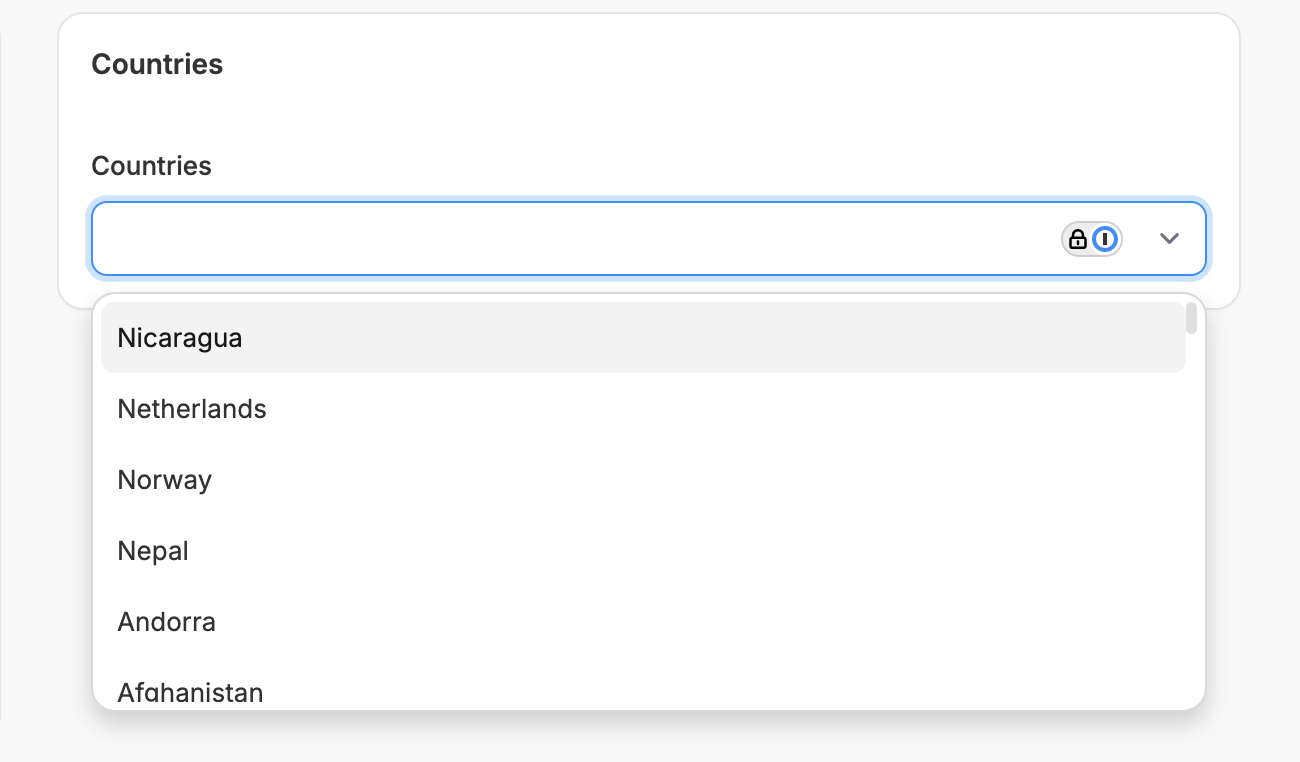 Countries
Countries
Nicaragua
Netherlands
Norway
Nepal
Andorra
Afghanistan